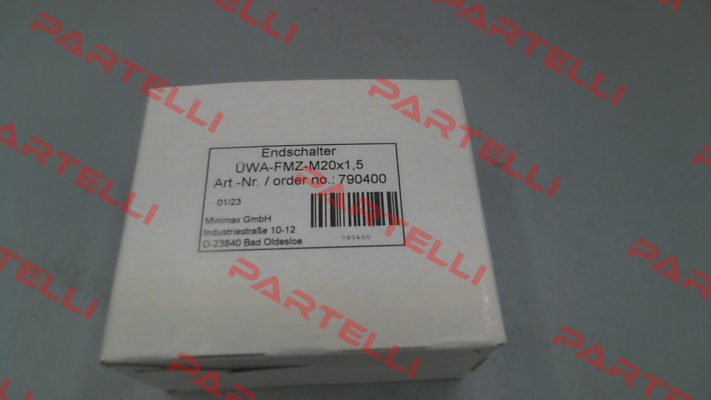 Endschalter
ÜWA-FMZ-M20x1,5
Art.-Nr. / order no.: 790400
01/23
Minimax GmbH
Industriestraße 10-12
D-23840 Bad Oldesloe
790400
PARTELLI
PARTELLI
PARTELLI
PARTELLI
PARTELLI
PARTELLI
PARTELLI
PARTELLI
PARTELLI